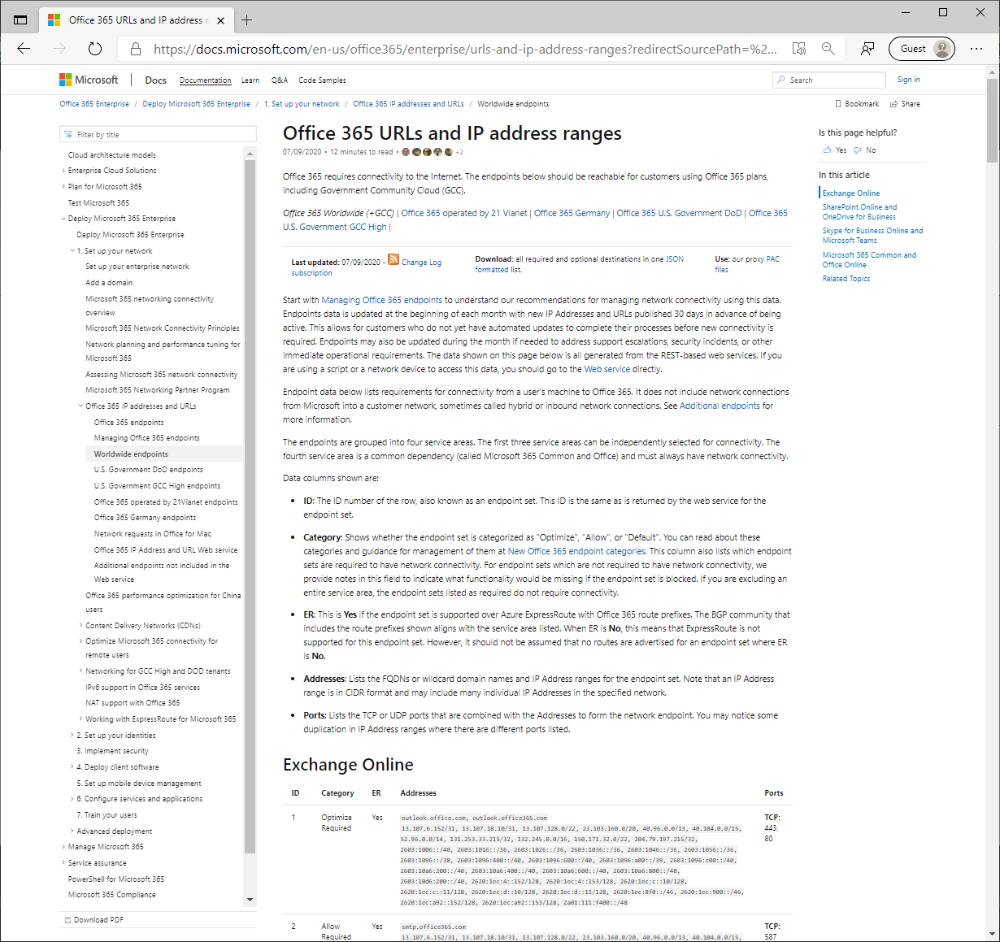 Office 365 URLs and IP address r
https://docs.microsoft.com/en-us/office365/enterprise/urls-and-ip-address-ranges?redirectSourcePath=%2...
Guest
Microsoft
Docs
Documentation
Learn
Q&A
Code Samples
Search
Sign in
Office 365 Enterprise / Deploy Microsoft 365 Enterprise / 1. Set up your network / Office 365 IP addresses and URLs / Worldwide endpoints
Bookmark
Share
Filter by title
Cloud architecture models
Enterprise Cloud Solutions
Plan for Microsoft 365
Test Microsoft 365
Deploy Microsoft 365 Enterprise
Deploy Microsoft 365 Enterprise
1. Set up your network
Set up your enterprise network
Add a domain
Microsoft 365 networking connectivity
overview
Microsoft 365 Network Connectivity Principles
Network planning and performance tuning for
Microsoft 365
Assessing Microsoft 365 network connectivity
Microsoft 365 Networking Partner Program
Office 365 IP addresses and URLs
Office 365 endpoints
Managing Office 365 endpoints
Worldwide endpoints
U.S. Government DoD endpoints
U.S. Government GCC High endpoints
Office 365 operated by 21Vianet endpoints
Office 365 Germany endpoints
Network requests in Office for Mac
Office 365 IP Address and URL Web service
Additional endpoints not included in the
Web service
Office 365 performance optimization for China
users
Content Delivery Networks (CDNs)
Optimize Microsoft 365 connectivity for
remote users
Networking for GCC High and DOD tenants
IPv6 support in Office 365 services
NAT support with Office 365
Working with ExpressRoute for Microsoft 365
2. Set up your identities
3. Implement security
4. Deploy client software
5. Set up mobile device management
6. Configure services and applications
7. Train your users
Advanced deployment
Manage Microsoft 365
Service assurance
PowerShell for Microsoft 365
Microsoft 365 Compliance
Download PDF
Office 365 URLs and IP address ranges
07/09/2020 • 12 minutes to read • +2
Office 365 requires connectivity to the Internet. The endpoints below should be reachable for customers using Office 365 plans,
including Government Community Cloud (GCC).
Office 365 Worldwide (+GCC) | Office 365 operated by 21 Vianet | Office 365 Germany | Office 365 U.S. Government DoD | Office 365
U.S. Government GCC High |
Last updated: 07/09/2020 - Change Log
subscription
Download: all required and optional destinations in one JSON
formatted list.
Use: our proxy PAC
files
Start with Managing Office 365 endpoints to understand our recommendations for managing network connectivity using this data.
Endpoints data is updated at the beginning of each month with new IP Addresses and URLs published 30 days in advance of being
active. This allows for customers who do not yet have automated updates to complete their processes before new connectivity is
required. Endpoints may also be updated during the month if needed to address support escalations, security incidents, or other
immediate operational requirements. The data shown on this page below is all generated from the REST-based web services. If you
are using a script or a network device to access this data, you should go to the Web service directly.
Endpoint data below lists requirements for connectivity from a user's machine to Office 365. It does not include network connections
from Microsoft into a customer network, sometimes called hybrid or inbound network connections. See Additional endpoints for
more information.
The endpoints are grouped into four service areas. The first three service areas can be independently selected for connectivity. The
fourth service area is a common dependency (called Microsoft 365 Common and Office) and must always have network connectivity.
Data columns shown are:
• ID: The ID number of the row, also known as an endpoint set. This ID is the same as is returned by the web service for the
endpoint set.
• Category: Shows whether the endpoint set is categorized as "Optimize", "Allow", or "Default". You can read about these
categories and guidance for management of them at New Office 365 endpoint categories. This column also lists which endpoint
sets are required to have network connectivity. For endpoint sets which are not required to have network connectivity, we
provide notes in this field to indicate what functionality would be missing if the endpoint set is blocked. If you are excluding an
entire service area, the endpoint sets listed as required do not require connectivity.
• ER: This is Yes if the endpoint set is supported over Azure ExpressRoute with Office 365 route prefixes. The BGP community that
includes the route prefixes shown aligns with the service area listed. When ER is No, this means that ExpressRoute is not
supported for this endpoint set. However, it should not be assumed that no routes are advertised for an endpoint set where ER
is No.
• Addresses: Lists the FQDNs or wildcard domain names and IP Address ranges for the endpoint set. Note that an IP Address
range is in CIDR format and may include many individual IP Addresses in the specified network.
• Ports: Lists the TCP or UDP ports that are combined with the Addresses to form the network endpoint. You may notice some
duplication in IP Address ranges where there are different ports listed.
Exchange Online
ID Category ER Addresses Ports
1 Optimize Yes outlook.office.com, outlook.office365.com TCP:
Required 13.107.6.152/31, 13.107.18.10/31, 13.107.128.0/22, 23.103.160.0/20, 40.96.0.0/13, 40.104.0.0/15, 443,
52.96.0.0/14, 131.253.33.215/32, 132.245.0.0/16, 150.171.32.0/22, 204.79.197.215/32, 80
2603:1006::/40, 2603:1016::/36, 2603:1026::/36, 2603:1036::/36, 2603:1046::/36, 2603:1056::/36,
2603:1096::/38, 2603:1096:400::/40, 2603:1096:600::/40, 2603:1096:a00::/39, 2603:1096:c00::/40,
2603:10a6:200::/40, 2603:10a6:400::/40, 2603:10a6:600::/40, 2603:10a6:800::/40,
2603:10d6:200::/40, 2620:1ec:4::152/128, 2620:1ec:4::153/128, 2620:1ec:c::10/128,
2620:1ec:c::11/128, 2620:1ec:d::10/128, 2620:1ec:d::11/128, 2620:1ec:8f0::/46, 2620:1ec:900::/46,
2620:1ec:a92::152/128, 2620:1ec:a92::153/128, 2a01:111:f400::/48
2 Allow Yes smtp.office365.com TCP:
Required 13.107.6.152/31, 13.107.18.10/31, 13.107.128.0/22, 23.103.160.0/20, 40.96.0.0/13, 40.104.0.0/15, 587
Is this page helpful?
Yes No
In this article
Exchange Online
SharePoint Online and
OneDrive for Business
Skype for Business Online and
Microsoft Teams
Microsoft 365 Common and
Office Online
Related Topics